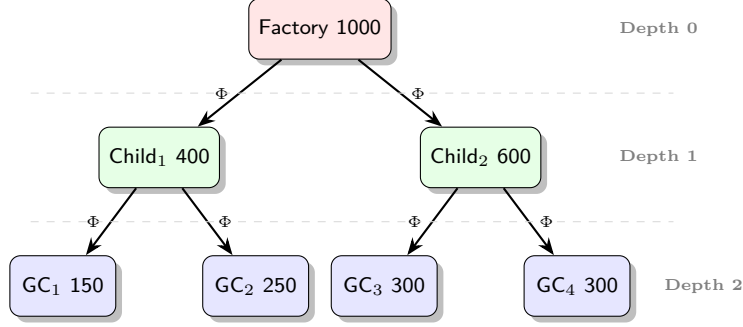 Factory 1000
Depth 0
Φ Φ
Child₁ 400
Child₂ 600
Depth 1
Φ Φ Φ Φ
GC₁ 150
GC₂ 250
GC₃ 300
GC₄ 300
Depth 2